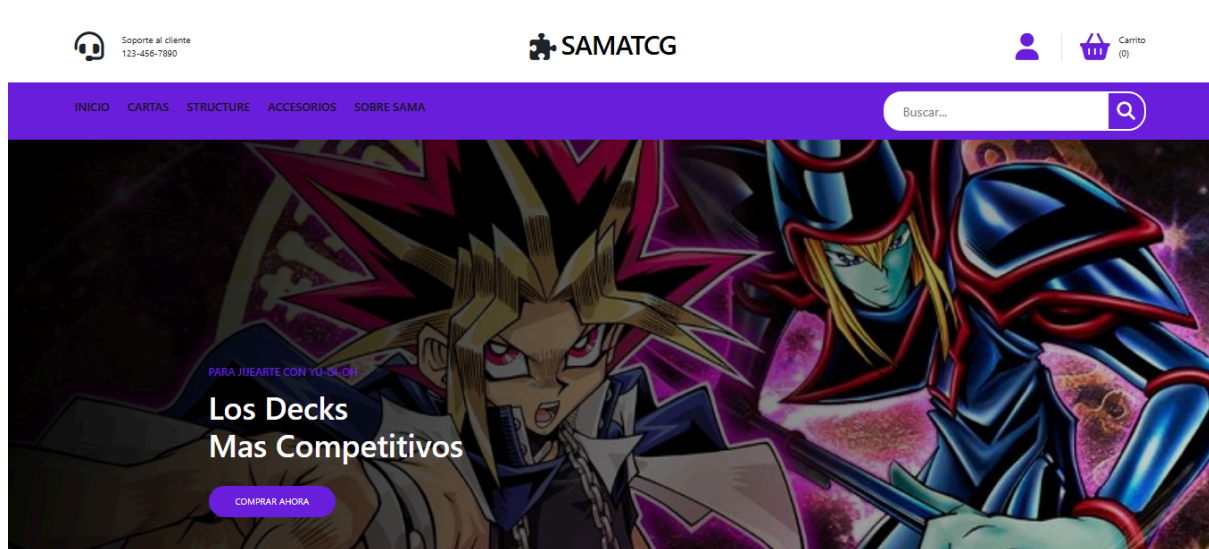 Soporte al cliente
123-456-7890
SAMATCG
Carrito
(0)
INICIO CARTAS STRUCTURE ACCESORIOS SOBRE SAMA
Buscar...
PARA JUEARTE CON YU-GI-OH
Los Decks
Mas Competitivos
COMPRAR AHORA